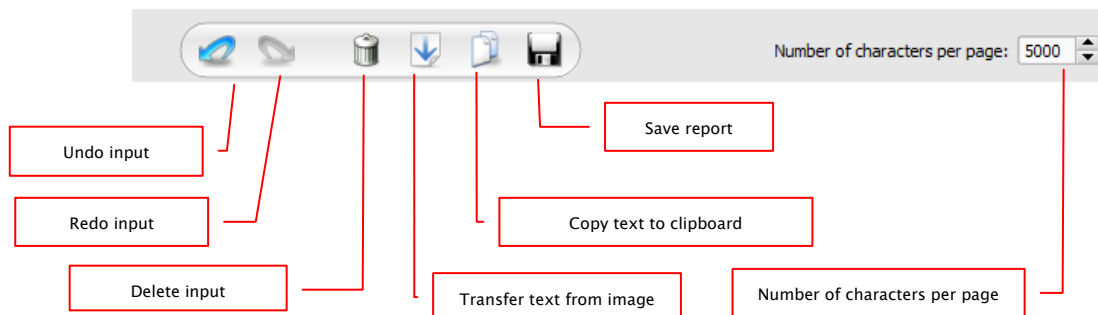 Number of characters per page: 5000
Save report
Undo input
Redo input
Copy text to clipboard
Delete input
Transfer text from image
Number of characters per page